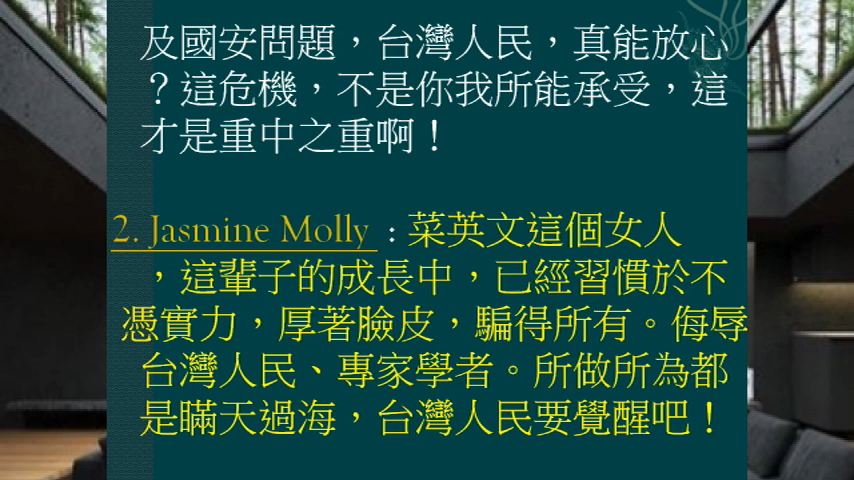 及國安問題，台灣人民，真能放心
？這危機，不是你我所能承受，這
才是重中之重啊！
2. Jasmine Molly : 菜英文這個女人
，這輩子的成長中，已經習慣於不
憑實力，厚著臉皮，騙得所有。侮辱
台灣人民、專家學者。所做所為都
是瞞天過海，台灣人民要覺醒吧！